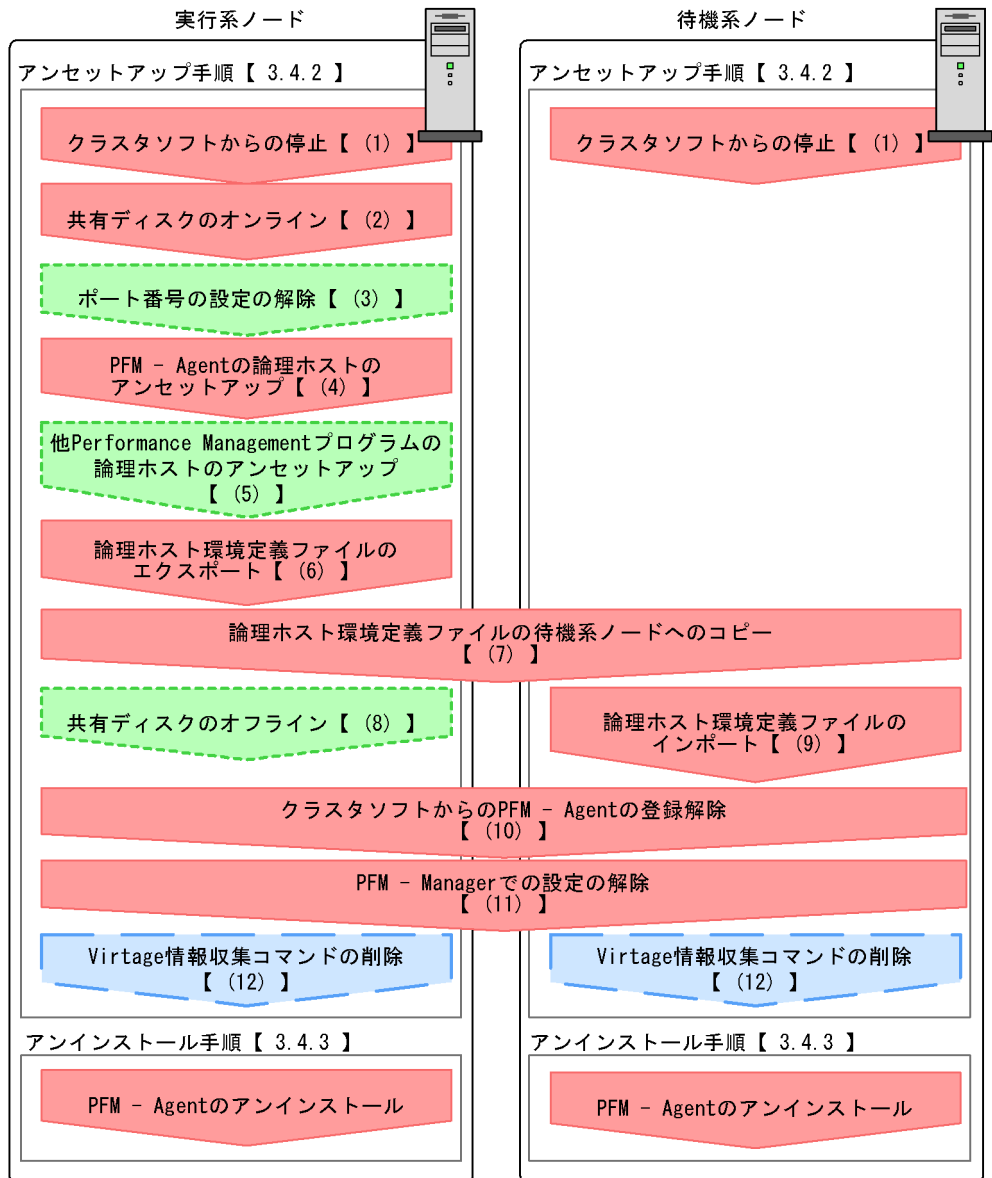 実行系ノード
待機系ノード
アンセットアップ手順【 3.4.2 】
アンセットアップ手順【 3.4.2 】
クラスタソフトからの停止【 (1) 】
クラスタソフトからの停止【 (1) 】
共有ディスクのオンライン【 (2) 】
ポート番号の設定の解除【 (3) 】
PFM - Agentの論理ホストの
アンセットアップ【 (4) 】
他Performance Managementプログラムの
論理ホストのアンセットアップ
【 (5) 】
論理ホスト環境定義ファイルの
エクスポート【 (6) 】
論理ホスト環境定義ファイルの待機系ノードへのコピー
【 (7) 】
共有ディスクのオフライン【 (8) 】
論理ホスト環境定義ファイルの
インポート【 (9) 】
クラスタソフトからのPFM - Agentの登録解除
【 (10) 】
PFM - Managerでの設定の解除
【 (11) 】
Virtage情報収集コマンドの削除
【 (12) 】
Virtage情報収集コマンドの削除
【 (12) 】
アンインストール手順【 3.4.3 】
アンインストール手順【 3.4.3 】
PFM - Agentのアンインストール
PFM - Agentのアンインストール